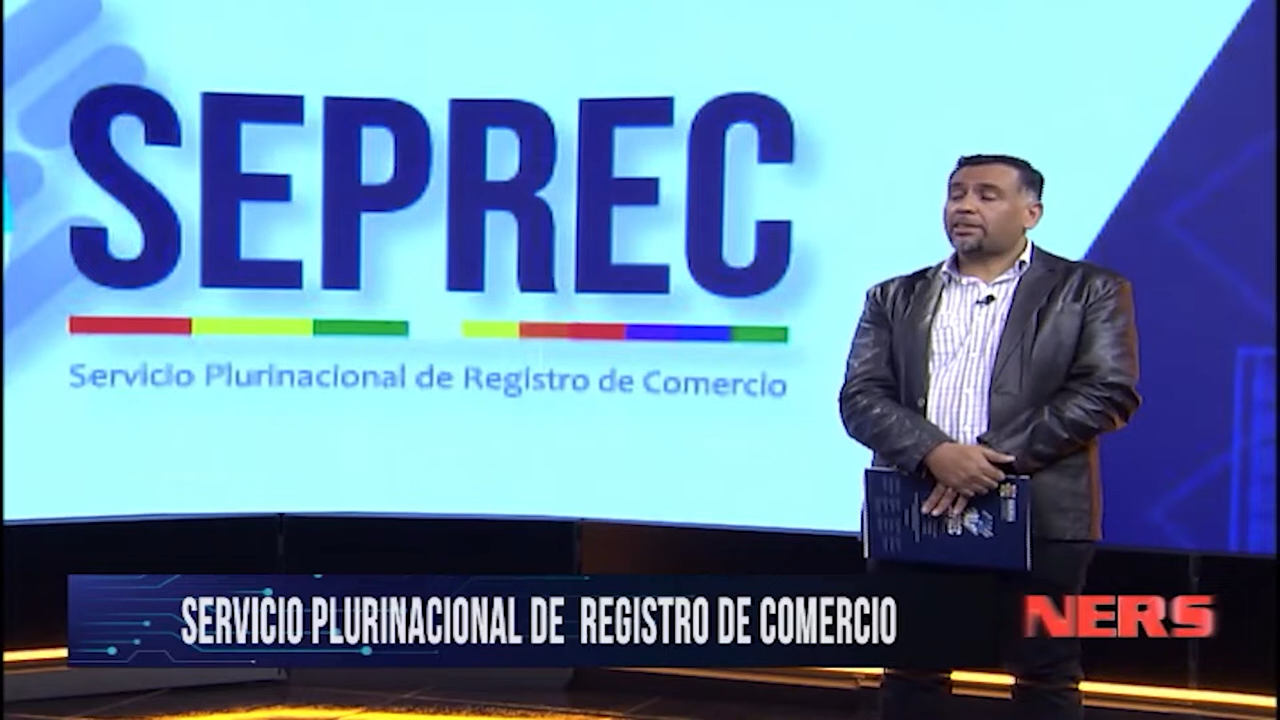 SEPREC
Servicio Plurinacional de Registro de Comercio
SERVICIO PLURINACIONAL DE REGISTRO DE COMERCIO
NERS